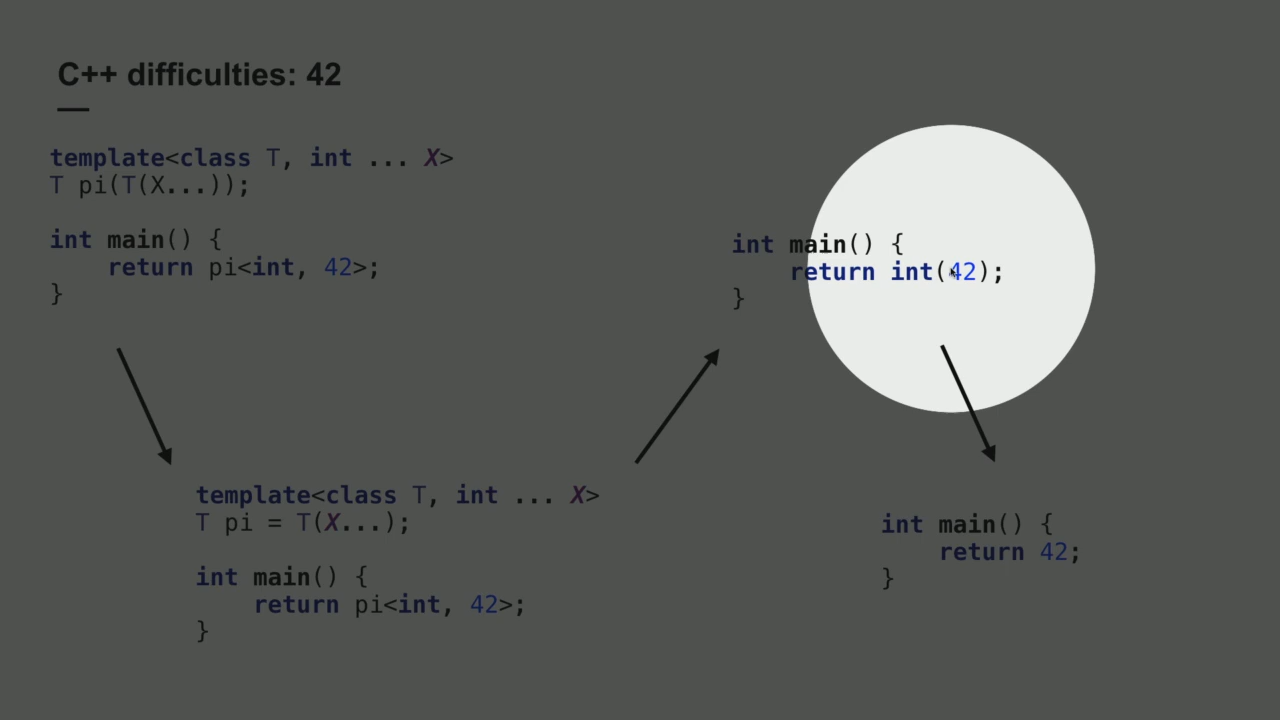 C++ difficulties: 42
template<class T, int ... X>
T pi(T(X...));
int main() {
    return pi<int, 42>;
}
template<class T, int ... X>
T pi = T(X...);
int main() {
    return pi<int, 42>;
}
int main() {
    return int(42);
}
int main() {
    return 42;
}